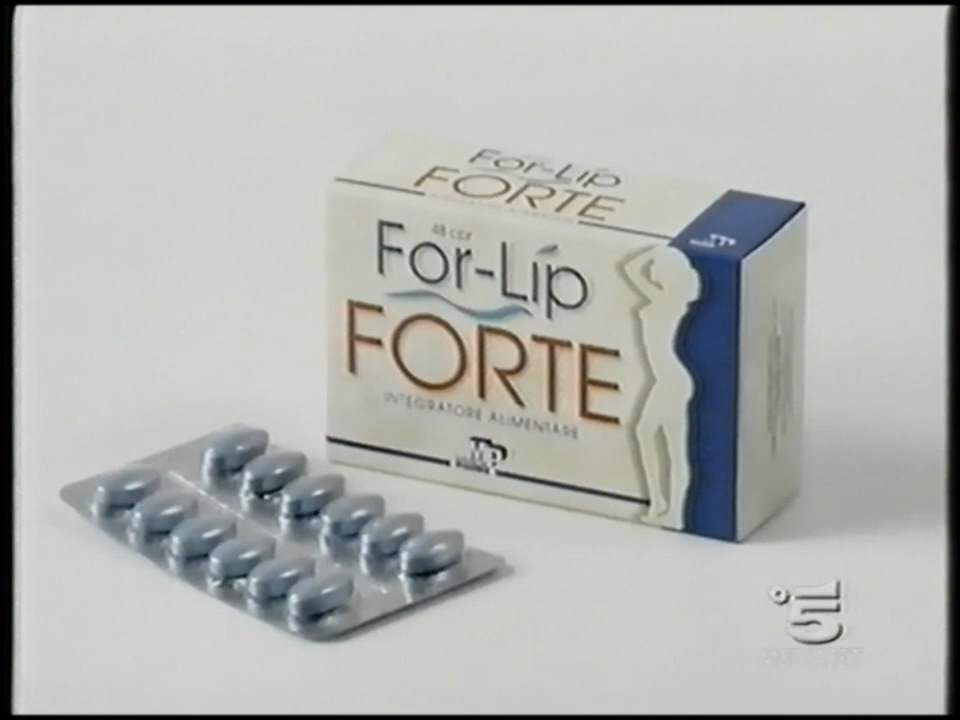 For-Lip
FORTE
48 cpr
For-Lip
FORTE
INTEGRATORE ALIMENTARE
5